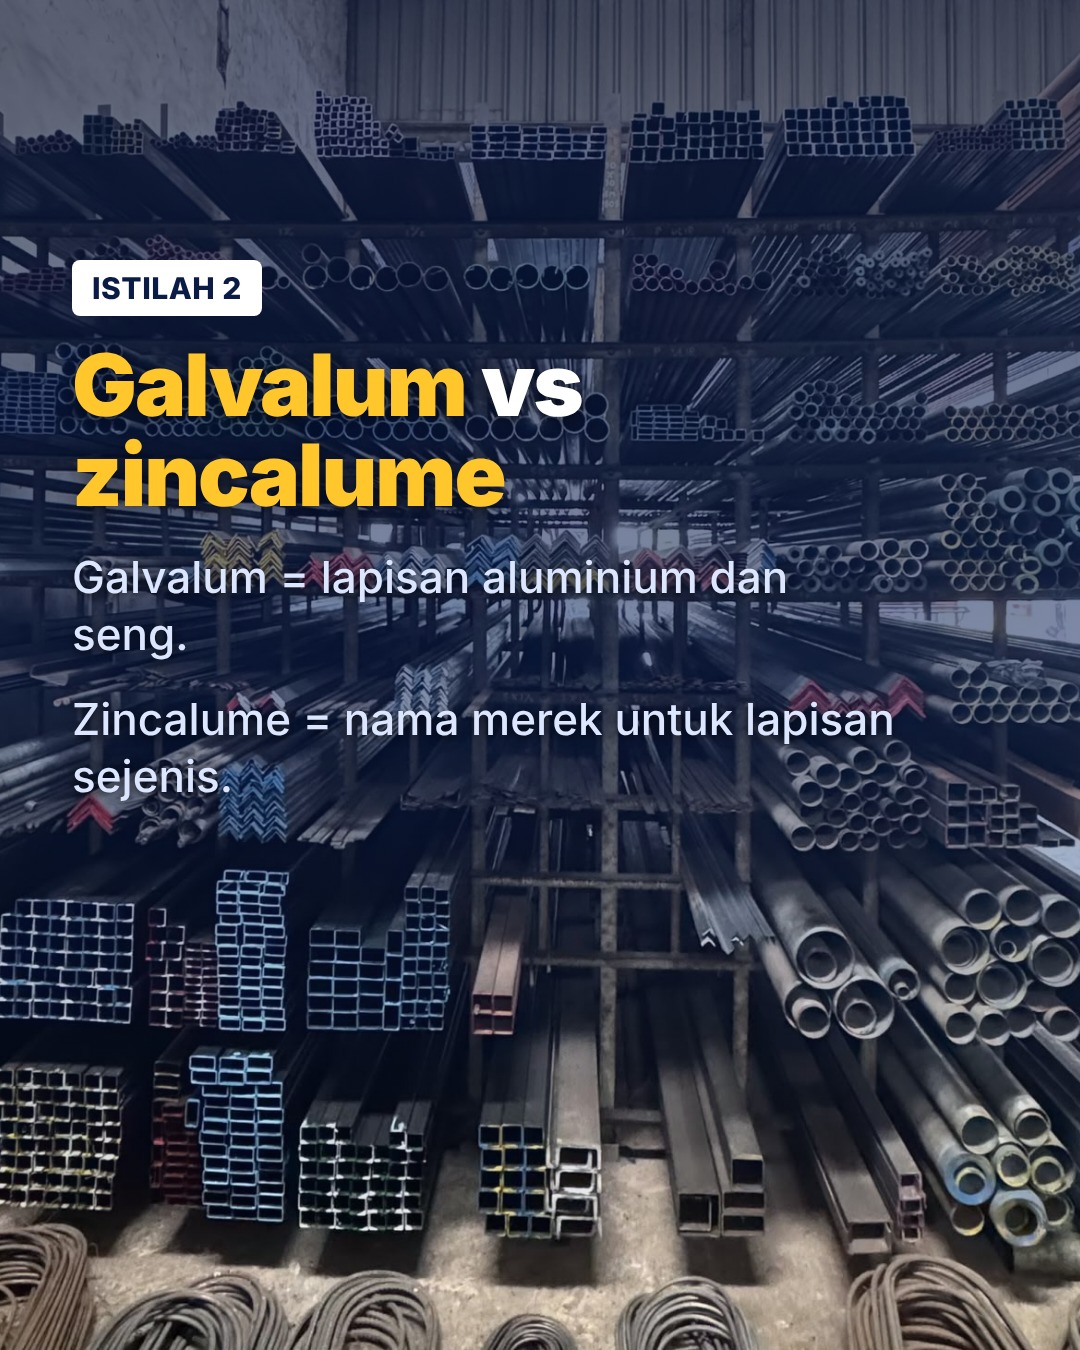 ISTILAH 2
Galvalum vs
zincalume
Galvalum = lapisan aluminium dan
seng.
Zincalume = nama merek untuk lapisan
sejenis.